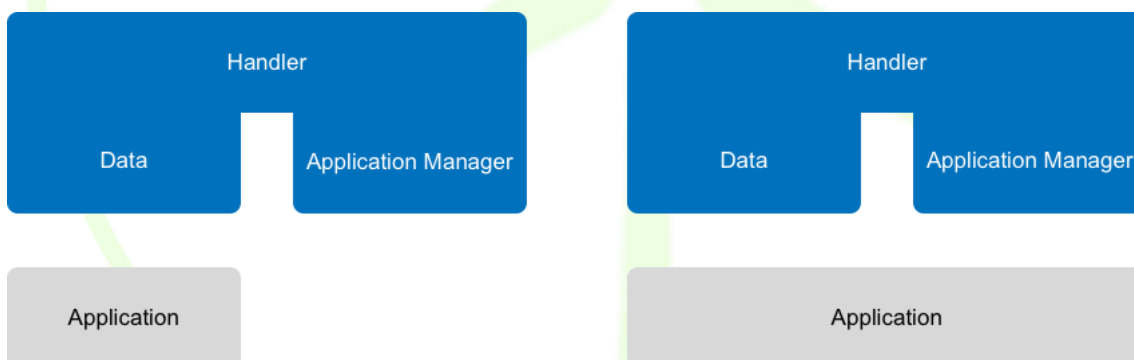 Handler
Handler
Data
Application Manager
Data
Application Manager
Application
Application